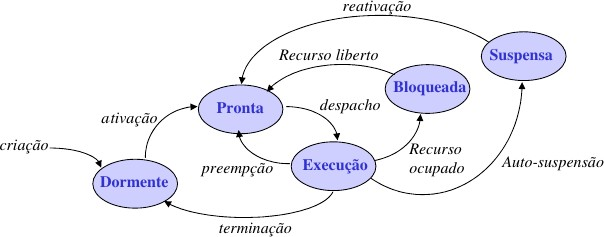 reativação
Recurso liberto
Suspensa
Bloqueada
Pronta
despacho
ativação
criação
preempção
Execução
Recurso
ocupado
Auto-suspensão
Dormente
terminação